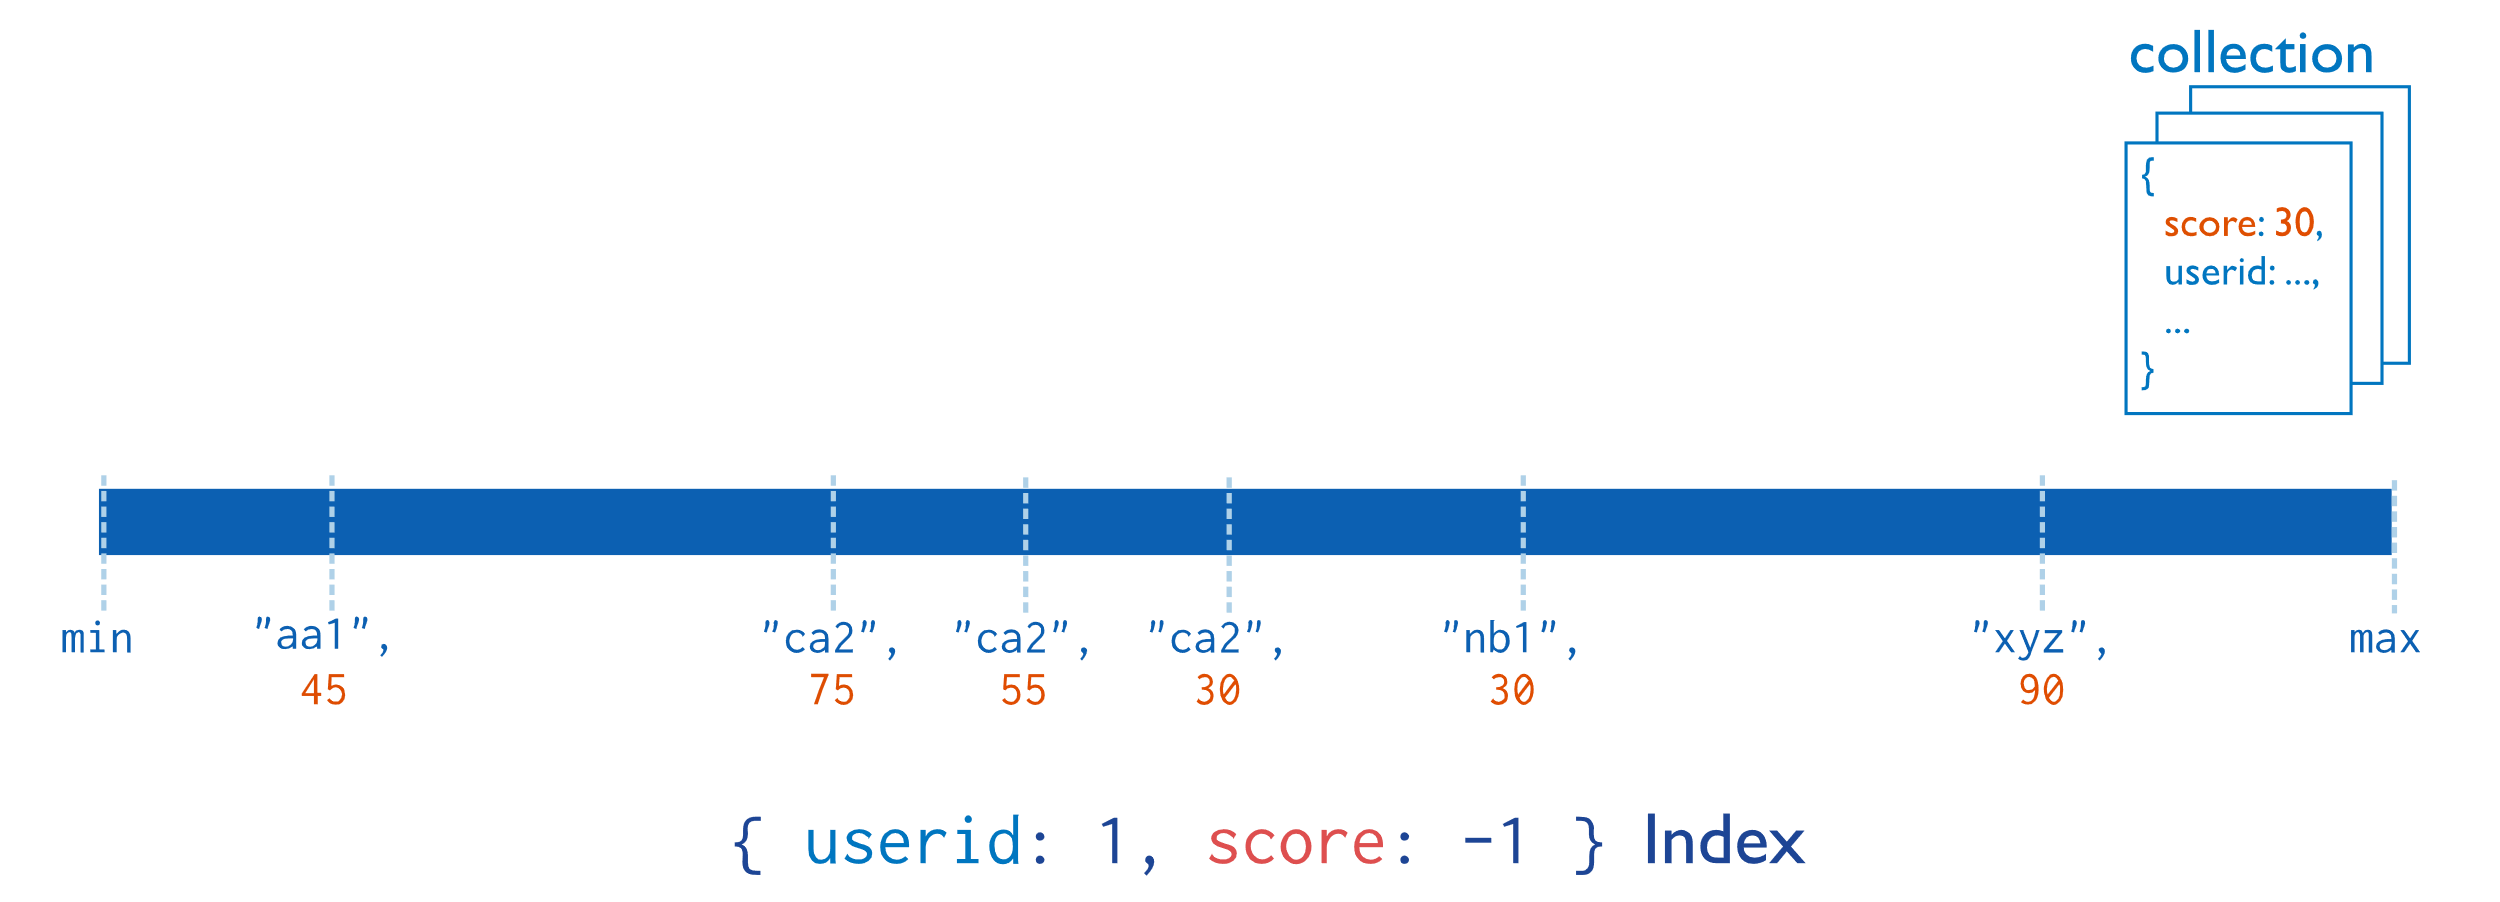 collection
{
score: 30,
userid: ...,
...
}
min "aa1", "ca2", "ca2", "ca2", "nb1", "xyz", max
45 75 55 30 30 90
{ userid: 1, score: -1 } Index